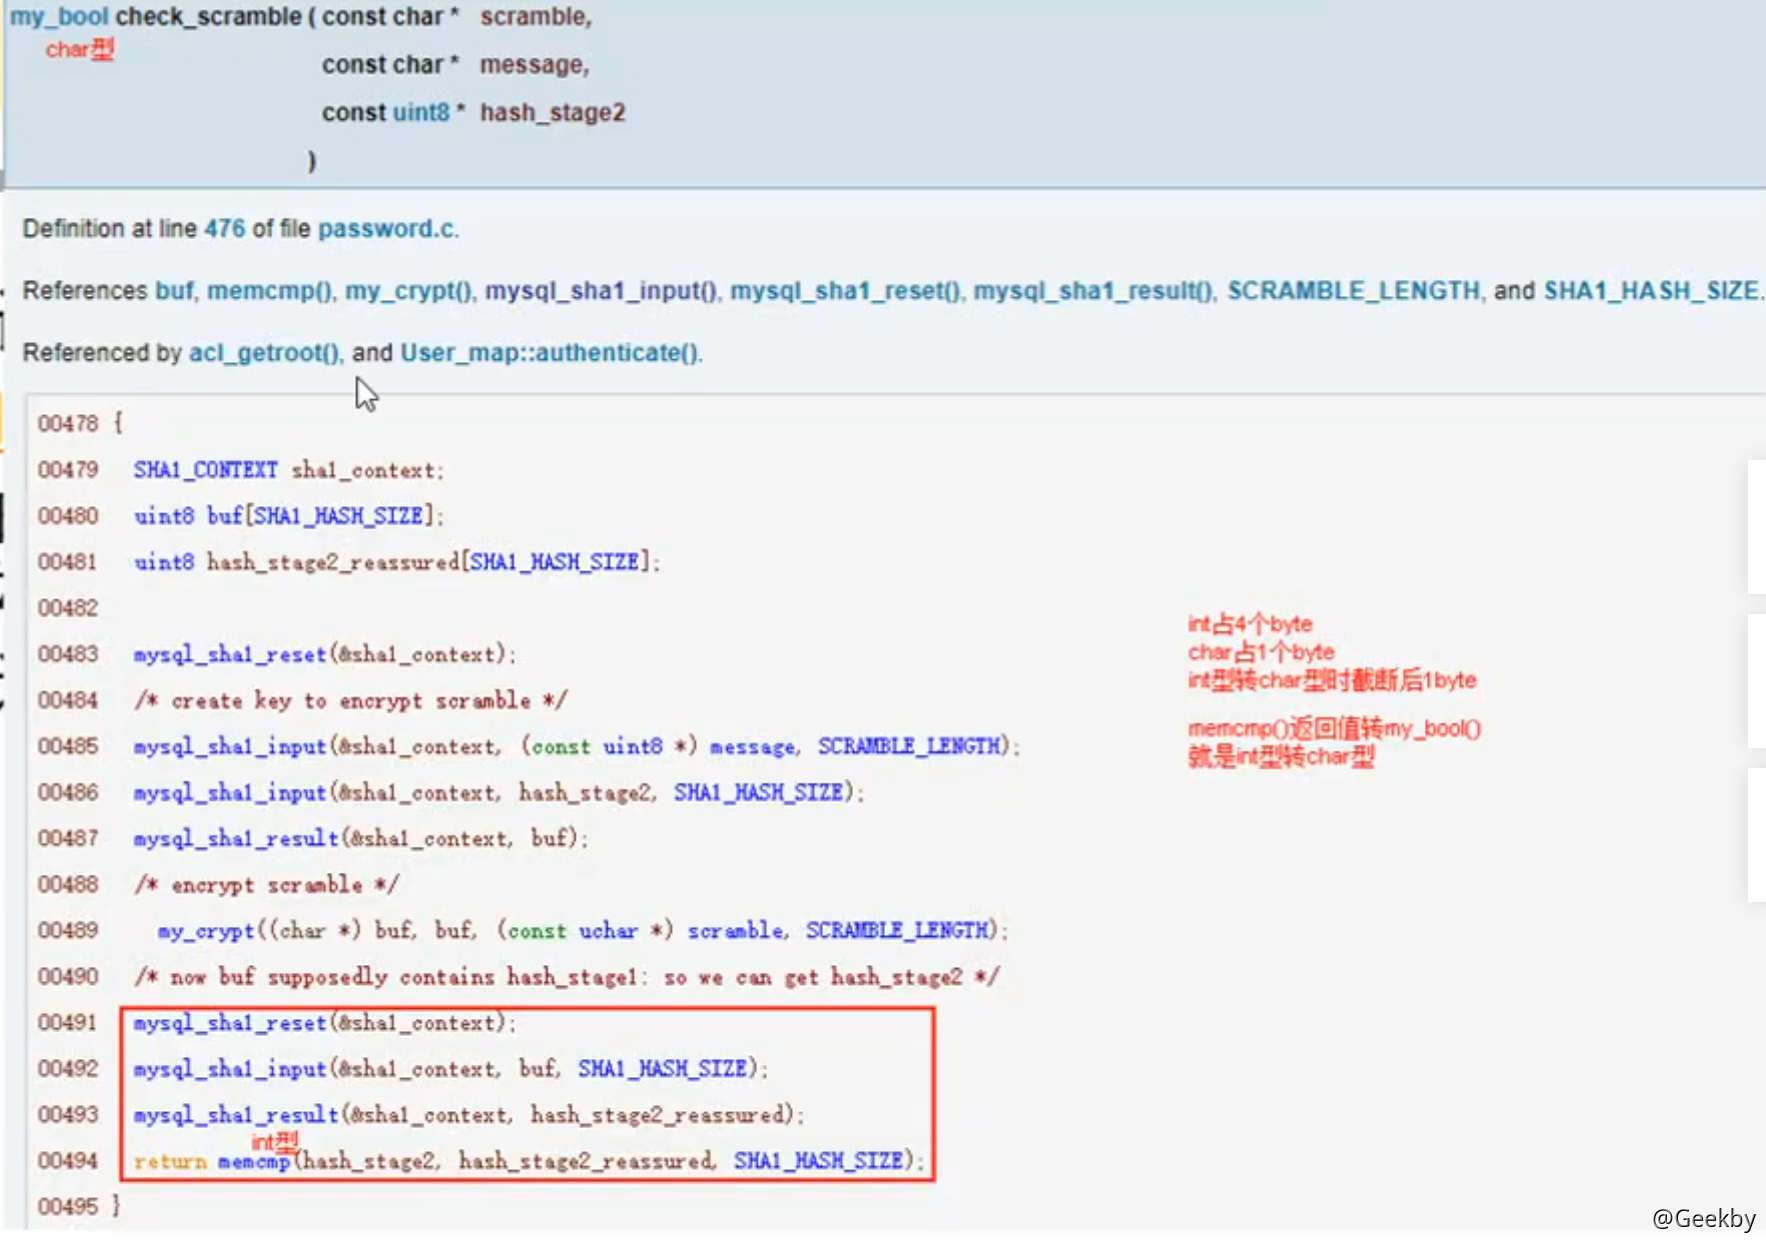 my_bool check_scramble ( const char * scramble,
char型
const char * message,
const uint8 * hash_stage2
)
Definition at line 476 of file password.c.
References buf, memcmp(), my_crypt(), mysql_sha1_input(), mysql_sha1_reset(), mysql_sha1_result(), SCRAMBLE_LENGTH, and SHA1_HASH_SIZE.
Referenced by acl_getroot(), and User_map::authenticate().
00478 {
00479 SHA1_CONTEXT sha1_context;
00480 uint8 buf[SHA1_HASH_SIZE];
00481 uint8 hash_stage2_reassured[SHA1_HASH_SIZE];
00482
00483 mysql_sha1_reset(&sha1_context);
00484 /* create key to encrypt scramble */
00485 mysql_sha1_input(&sha1_context, (const uint8 *) message, SCRAMBLE_LENGTH);
00486 mysql_sha1_input(&sha1_context, hash_stage2, SHA1_HASH_SIZE);
00487 mysql_sha1_result(&sha1_context, buf);
00488 /* encrypt scramble */
00489 my_crypt((char *) buf, buf, (const uchar *) scramble, SCRAMBLE_LENGTH);
00490 /* now buf supposedly contains hash_stage1: so we can get hash_stage2 */
00491 mysql_sha1_reset(&sha1_context);
00492 mysql_sha1_input(&sha1_context, buf, SHA1_HASH_SIZE);
00493 mysql_sha1_result(&sha1_context, hash_stage2_reassured);
int型
00494 return memcmp(hash_stage2, hash_stage2_reassured, SHA1_HASH_SIZE);
00495 }
int占4个byte
char占1个byte
int型转char型时截断后1byte
memcmp()返回值转my_bool()
就是int型转char型
@Geekby